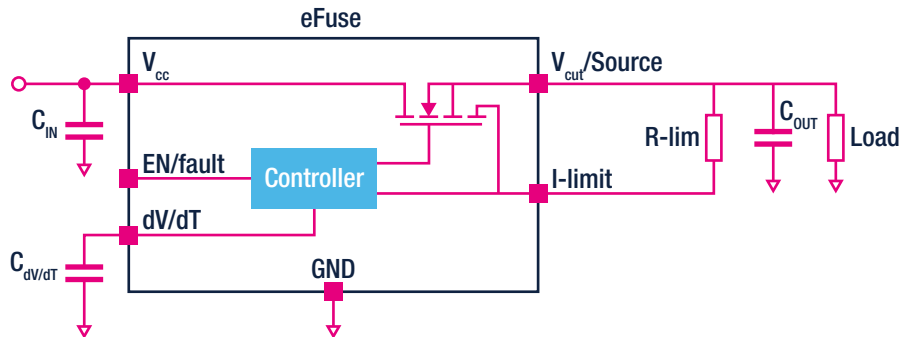 eFuse
Vcc
Vcut/Source
CIN
R-lim
COUT
Load
EN/fault
Controller
I-limit
dV/dT
CdV/dT
GND